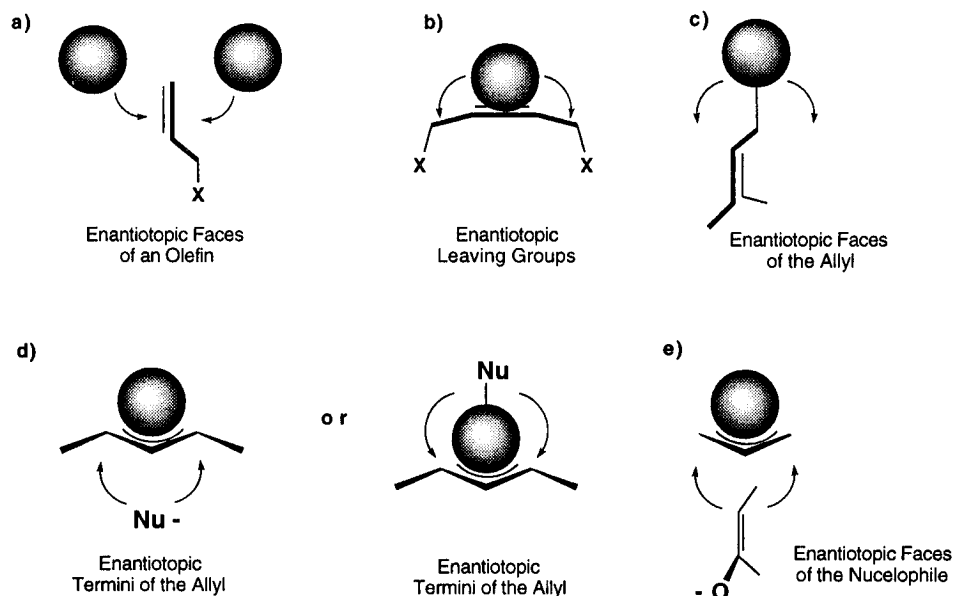 a)
b)
c)
X
X
X
Enantiotopic Faces
of an Olefin
Enantiotopic
Leaving Groups
Enantiotopic Faces
of the Allyl
d)
e)
Nu
o r
Nu -
Enantiotopic
Termini of the Allyl
Enantiotopic
Termini of the Allyl
Enantiotopic Faces
of the Nucelophile
- O